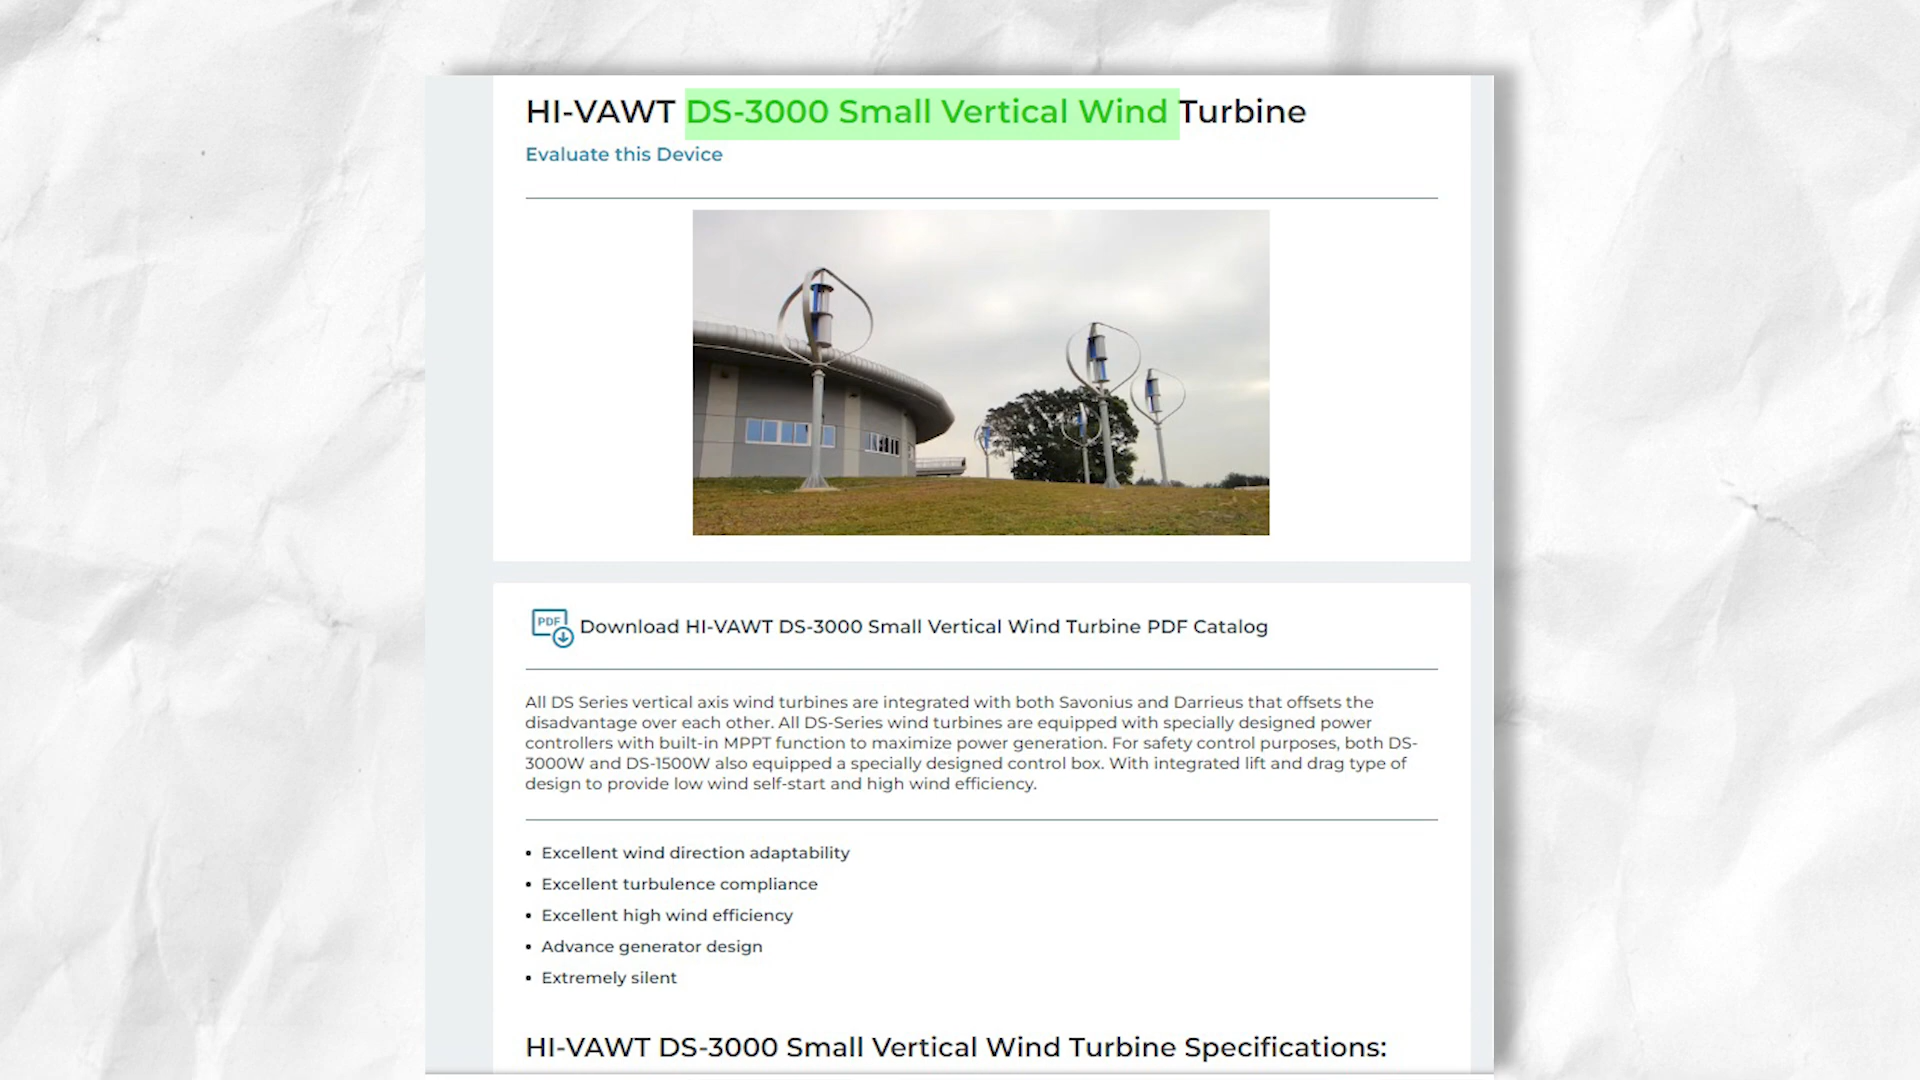 HI-VAWT DS-3000 Small Vertical Wind Turbine
Evaluate this Device
PDF
Download HI-VAWT DS-3000 Small Vertical Wind Turbine PDF Catalog
All DS Series vertical axis wind turbines are integrated with both Savonius and Darrieus that offsets the
disadvantage over each other. All DS-Series wind turbines are equipped with specially designed power
controllers with built-in MPPT function to maximize power generation. For safety control purposes, both DS-
3000W and DS-1500W also equipped a specially designed control box. With integrated lift and drag type of
design to provide low wind self-start and high wind efficiency.
• Excellent wind direction adaptability
• Excellent turbulence compliance
• Excellent high wind efficiency
• Advance generator design
• Extremely silent
HI-VAWT DS-3000 Small Vertical Wind Turbine Specifications: